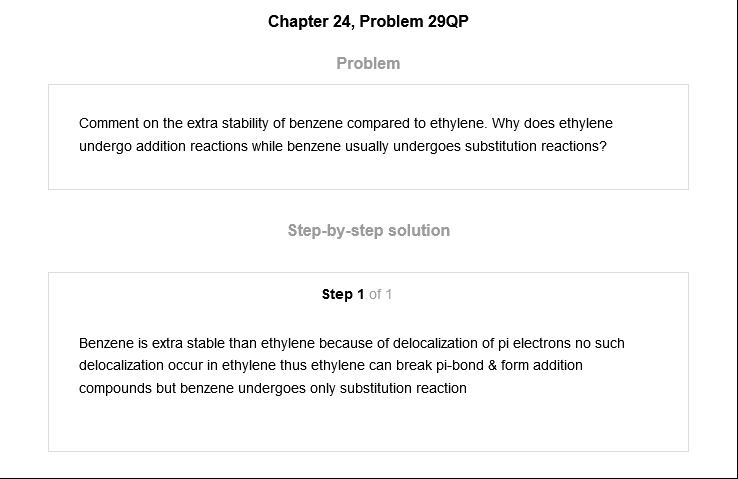 Chapter 24, Problem 29QP
Problem
Comment on the extra stability of benzene compared to ethylene. Why does ethylene
undergo addition reactions while benzene usually undergoes substitution reactions?
Step-by-step solution
Step 1 of 1
Benzene is extra stable than ethylene because of delocalization of pi electrons no such
delocalization occur in ethylene thus ethylene can break pi-bond & form addition
compounds but benzene undergoes only substitution reaction